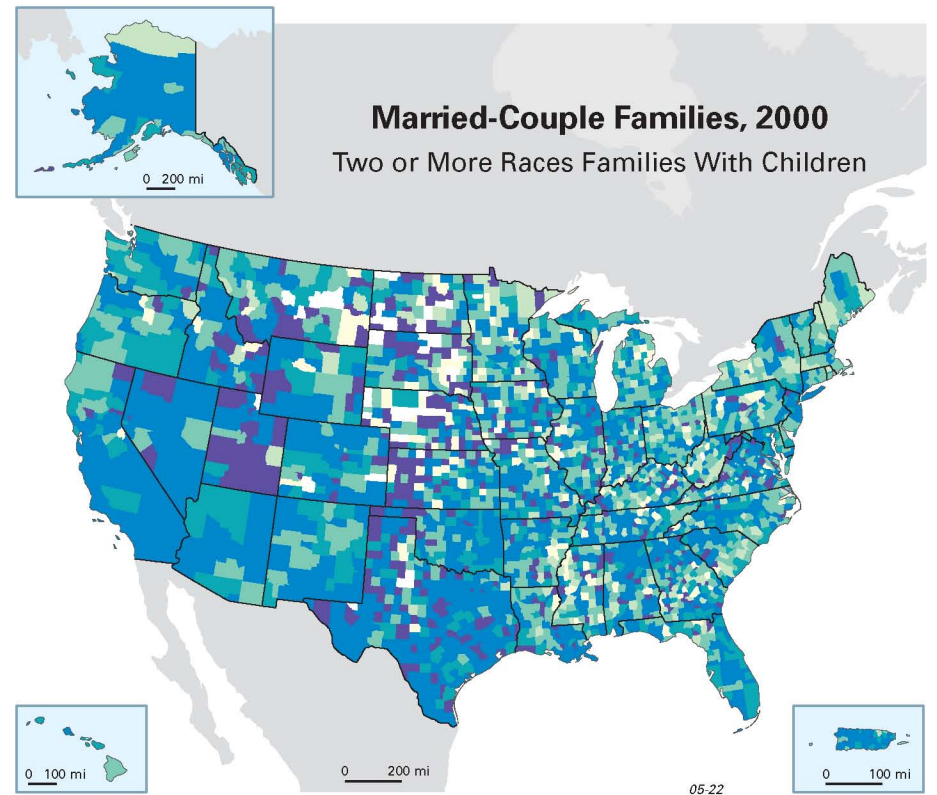 Married-Couple Families, 2000
Two or More Races Families With Children
0 200 mi
0 100 mi
0 200 mi
0 100 mi
05-22